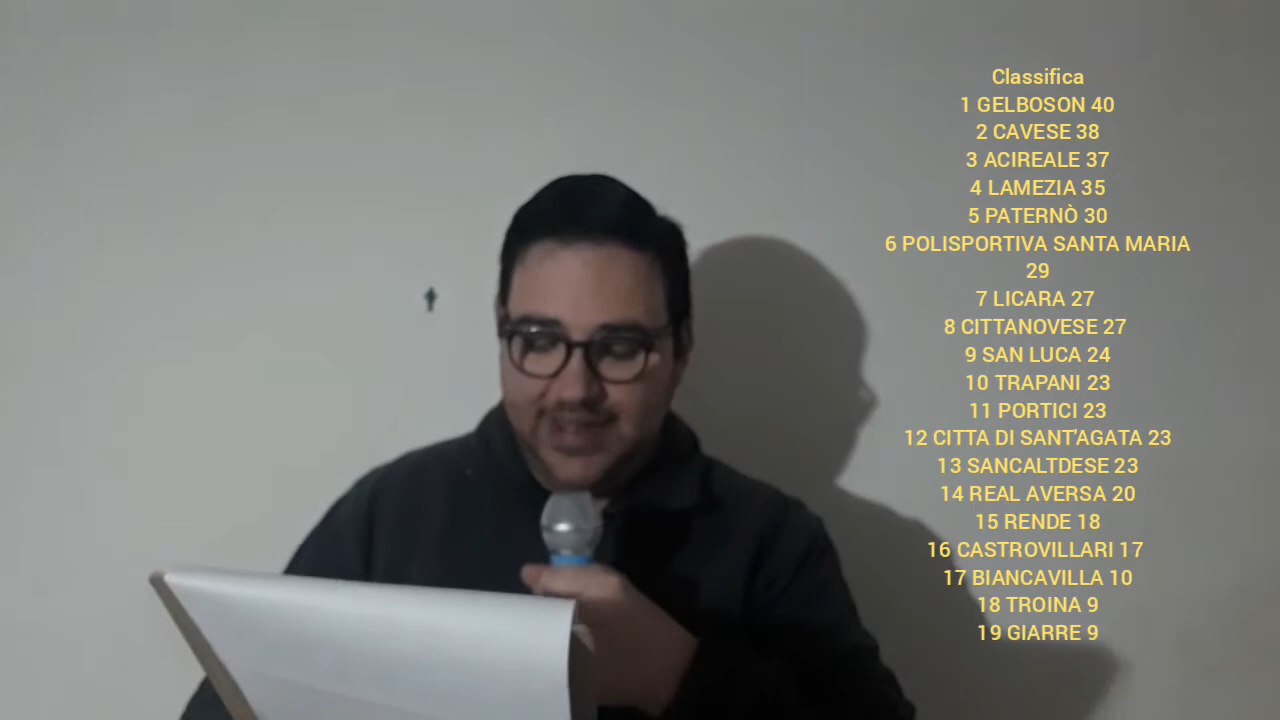 Classifica
1 GELBOSON 40
2 CAVESE 38
3 ACIREALE 37
4 LAMEZIA 35
5 PATERNÒ 30
6 POLISPORTIVA SANTA MARIA
29
7 LICARA 27
8 CITTANOVESE 27
9 SAN LUCA 24
10 TRAPANI 23
11 PORTICI 23
12 CITTA DI SANT'AGATA 23
13 SANCALTDESE 23
14 REAL AVERSA 20
15 RENDE 18
16 CASTROVILLARI 17
17 BIANCAVILLA 10
18 TROINA 9
19 GIARRE 9